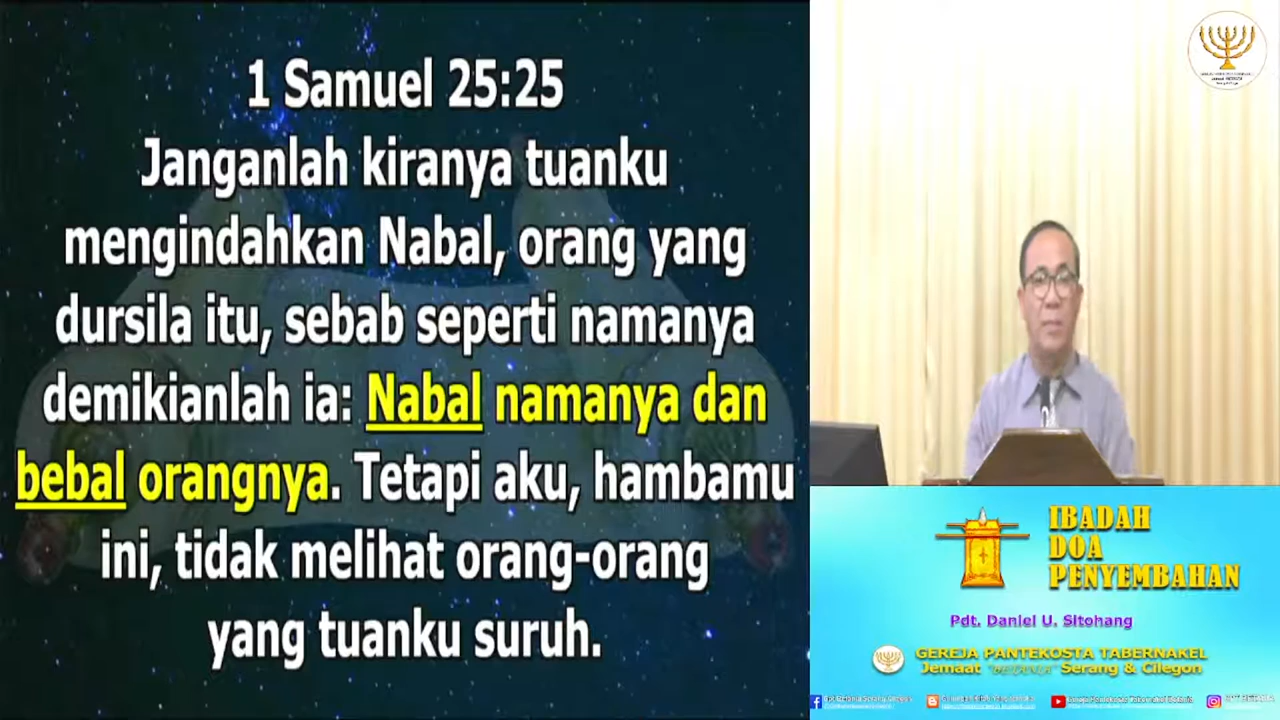 1 Samuel 25:25
Janganlah kiranya tuanku
mengindahkan Nabal, orang yang
dursila itu, sebab seperti namanya
demikianlah ia: Nabal namanya dan
bebal orangnya. Tetapi aku, hambamu
ini, tidak melihat orang-orang
yang tuanku suruh.
IBADAH
DOA
PENYEMBAHAN
Pdt. Daniel U. Sitohang
GEREJA PANTEKOSTA TABERNAKEL
Jemaat "BETANIA" Serang & Cilegon